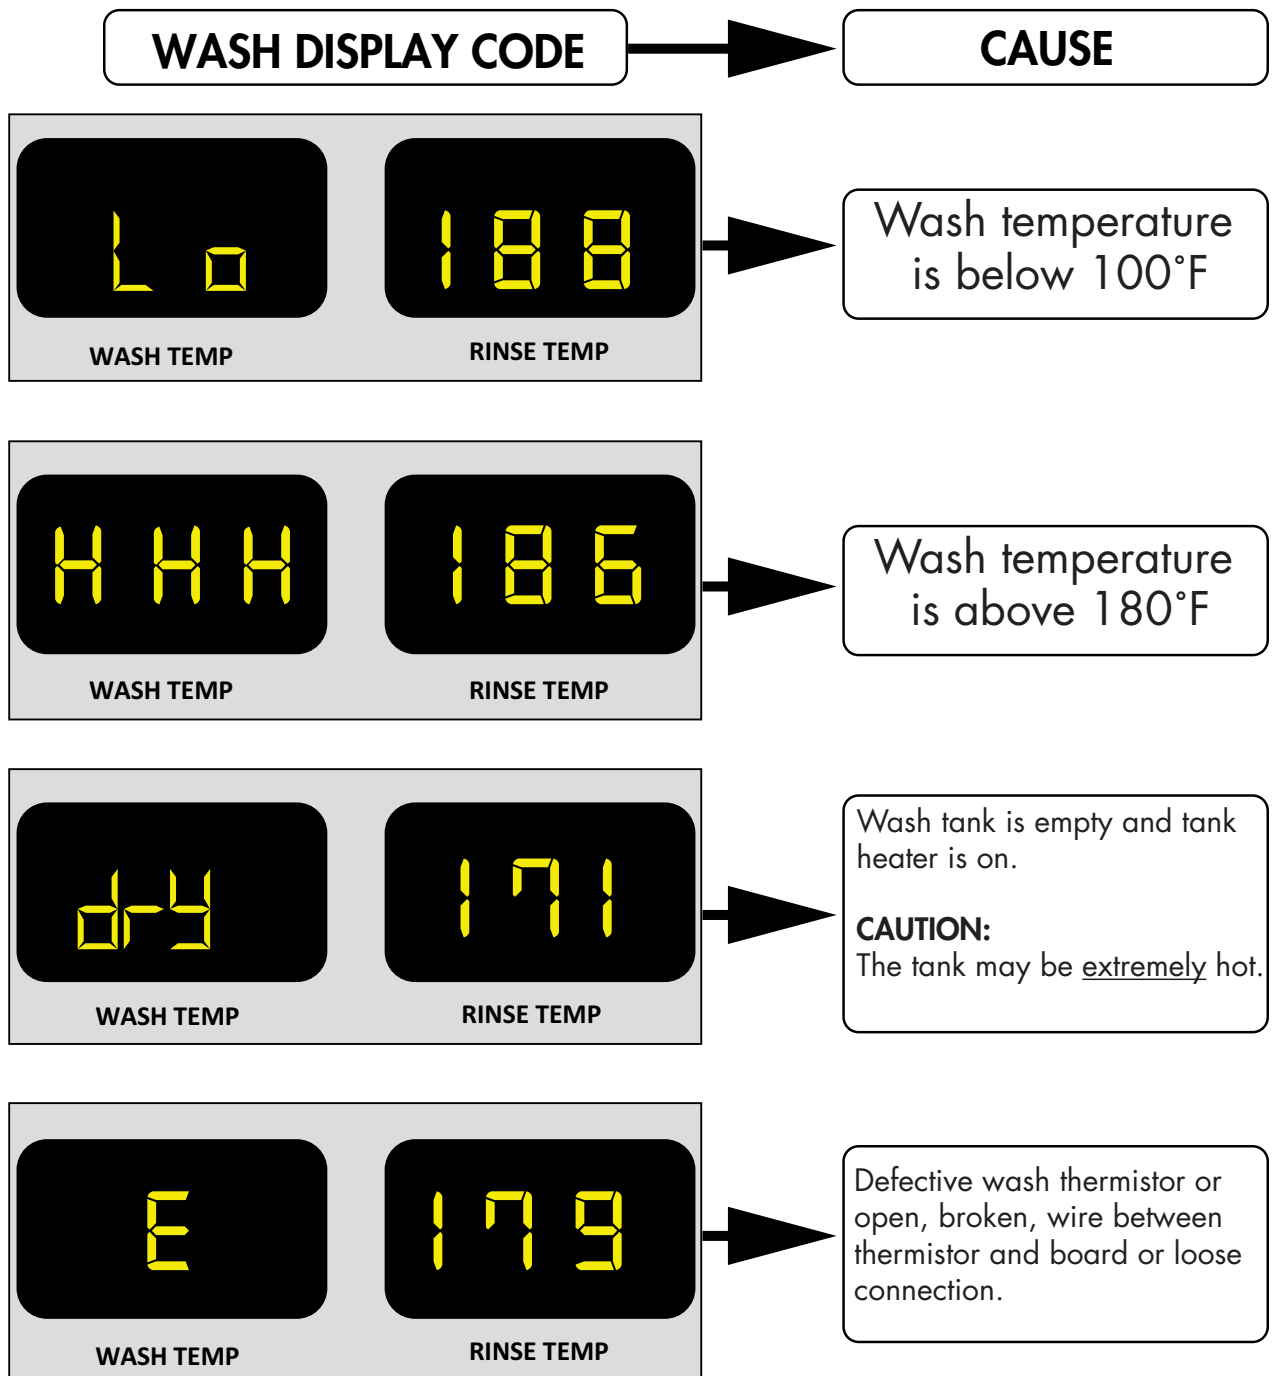 WASH DISPLAY CODE
CAUSE
Lo
188
WASH TEMP
RINSE TEMP
Wash temperature
is below 100°F
HHH
186
WASH TEMP
RINSE TEMP
Wash temperature
is above 180°F
dry
171
WASH TEMP
RINSE TEMP
Wash tank is empty and tank
heater is on.
CAUTION:
The tank may be extremely hot.
E
179
WASH TEMP
RINSE TEMP
Defective wash thermistor or
open, broken, wire between
thermistor and board or loose
connection.